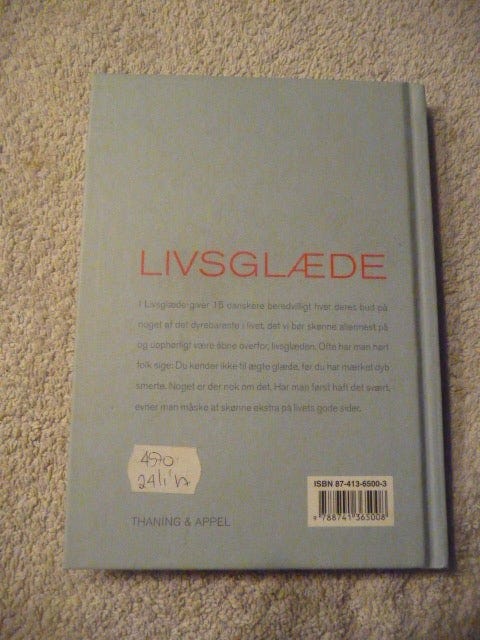 LIVSGLÆDE
I Livsglæde giver 15 danskere beredvilligt hver deres bud på
noget af det dyrebareste i livet, det vi bør skønne allermest på
og uophørligt være åbne overfor, livsglæden. Ofte har man hørt
folk sige: Du kender ikke til ægte glæde, før du har mærket dyb
smerte. Noget er der nok om det. Har man først haft det svært,
evner man måske at skønne ekstra på livets gode sider.
ISBN 87-413-6500-3
9 788741 365008
THANING & APPEL